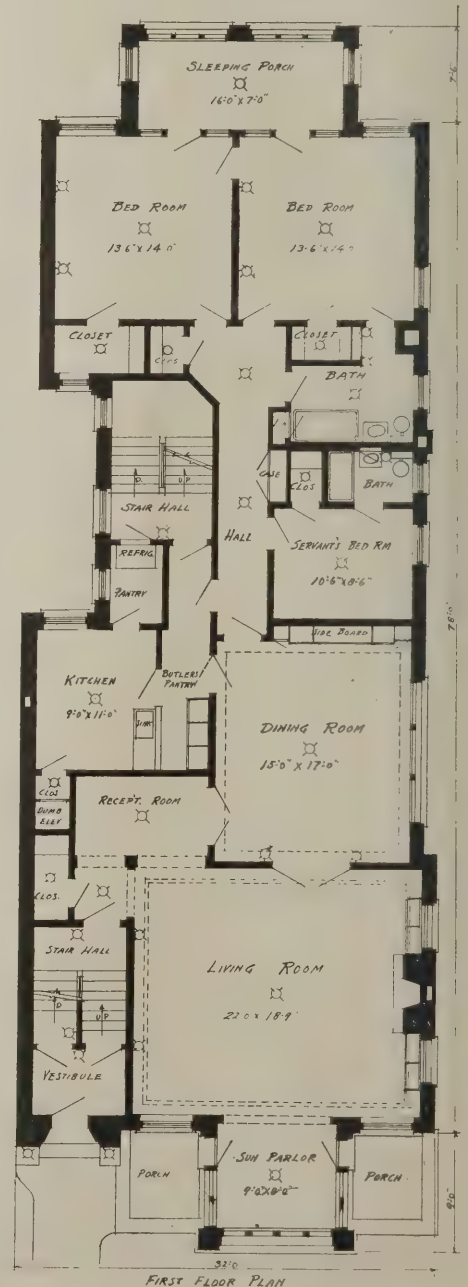 SLEEPING PORCH
16'-0" x 7'-0"
7'-6"
BED ROOM
13'6" x 14'0"
BED ROOM
13'-6" x 14'-0"
CLOSET
CLOS
CLOSET
BATH
D.
UP
STAIR HALL
CASE
CLOS
BATH
HALL
REFRIG.
PANTRY
SERVANT'S BED RM
10'-6" x 8'-6"
SIDE BOARD
78'-0"
KITCHEN
9'-0" x 11'-0"
BUTLERS
PANTRY
SINK
DINING ROOM
15'-0" x 17'-0"
CLOS
DUMB
ELEV
RECEPT. ROOM
CLOS.
STAIR HALL
LIVING ROOM
22'-0 x 18'-9"
D
UP
VESTIBULE
PORCH
SUN PARLOR
9'-0" x 8'-0"
PORCH
9'-0"
32'-0
FIRST FLOOR PLAN